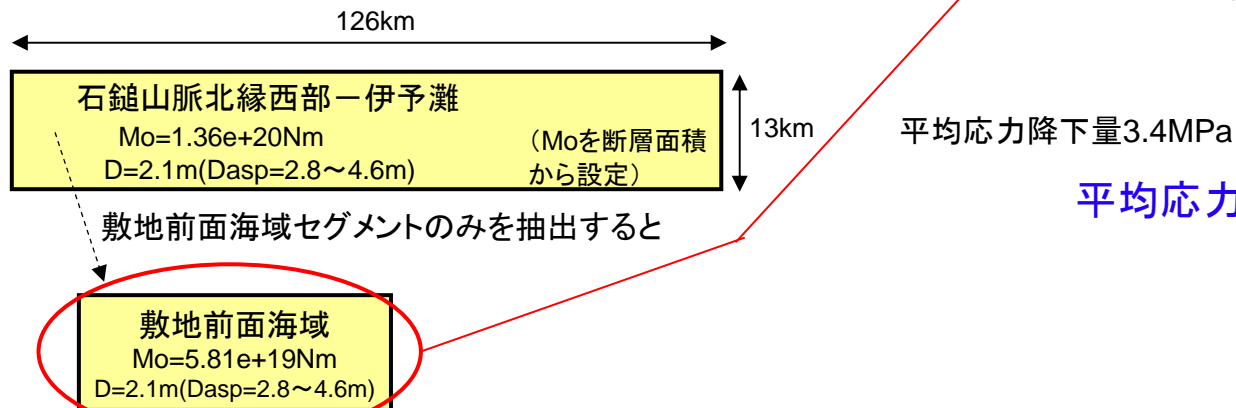 126km
石鎚山脈北縁西部－伊予灘
Mo=1.36e+20Nm
(Moを断層面積
D=2.1m(Dasp=2.8～4.6m)
から設定)
13km
平均応力降下量3.4MPa
平均応力
敷地前面海域セグメントのみを抽出すると
敷地前面海域
Mo=5.81e+19Nm
D=2.1m(Dasp=2.8～4.6m)